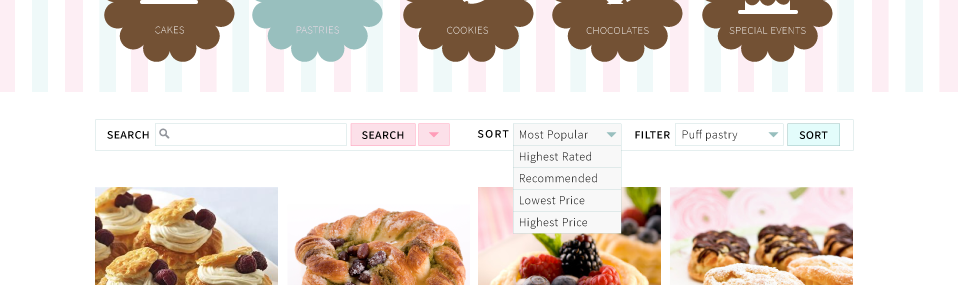 CAKES
PASTRIES
COOKIES
CHOCOLATES
SPECIAL EVENTS
SEARCH SEARCH SORT Most Popular FILTER Puff pastry SORT
Highest Rated
Recommended
Lowest Price
Highest Price